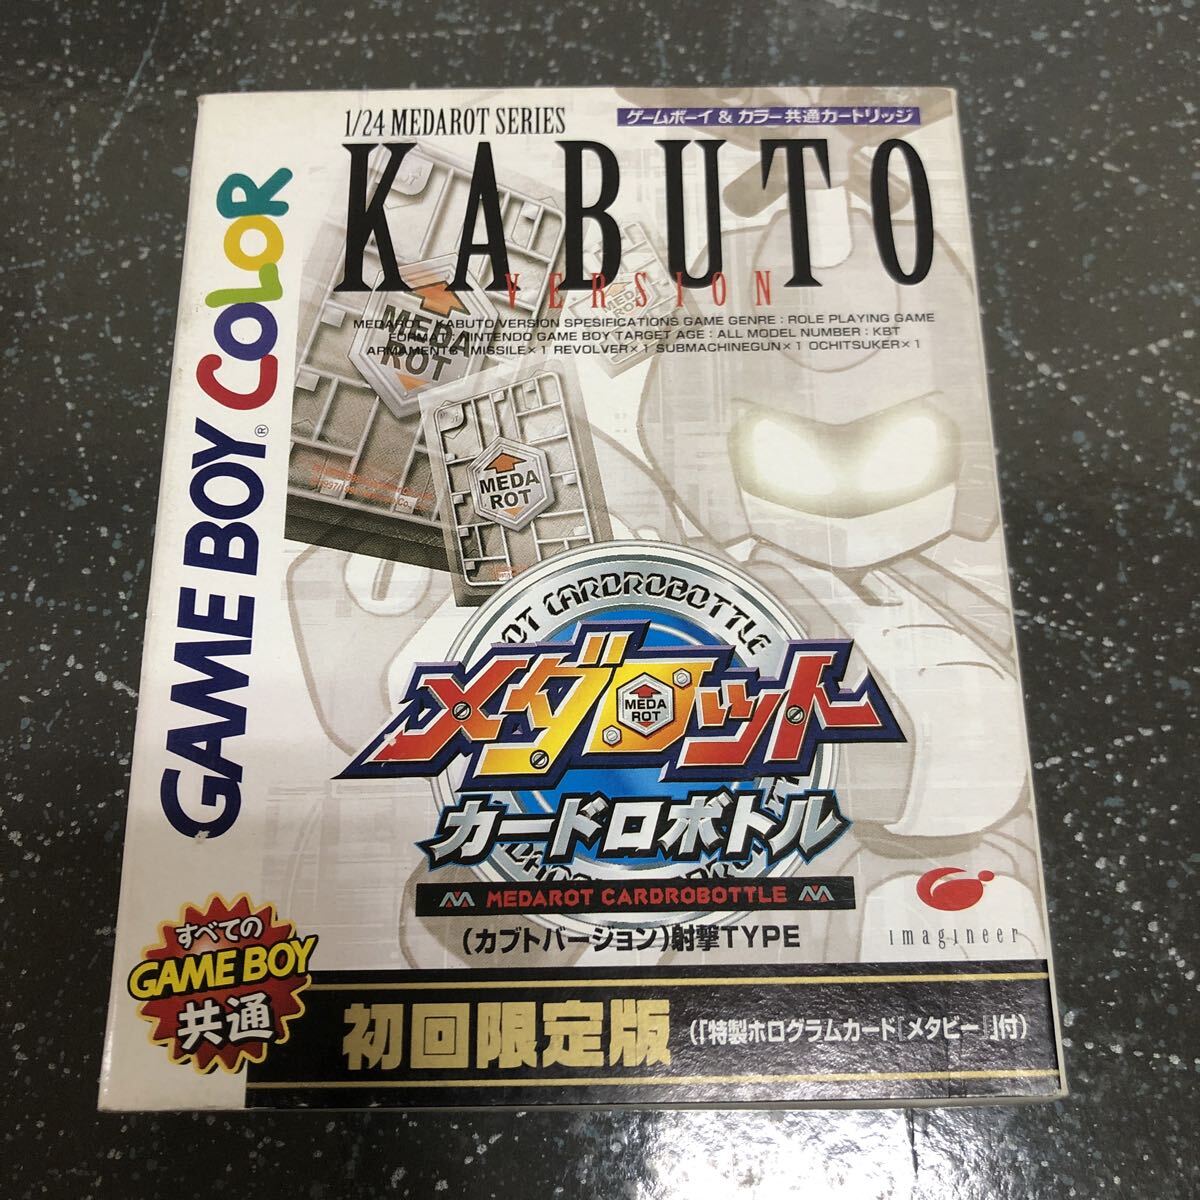 1/24 MEDAROT SERIES
ゲームボーイ & カラー共通カートリッジ
KABUTO
VERSION
MEDAROT KABUTO VERSION SPESIFICATIONS GAME GENRE : ROLE PLAYING GAME
FORMAT : NINTENDO GAME BOY TARGET AGE : ALL MODEL NUMBER : KBT
ARMAMENTS : MISSILE×1 REVOLVER×1 SUBMACHINEGUN×1 OCHITSUKER×1
GAME BOY COLOR
®
MEDA
ROT
MEDA
ROT
MEDA
ROT
CARDROBOTTLE
メダロット
MEDA
ROT
カードロボトル
MEDAROT CARDROBOTTLE
(カブトバージョン)射撃TYPE
imagineer
すべての
GAME BOY
共通
初回限定版
(「特製ホログラムカード『メタビー』」付)